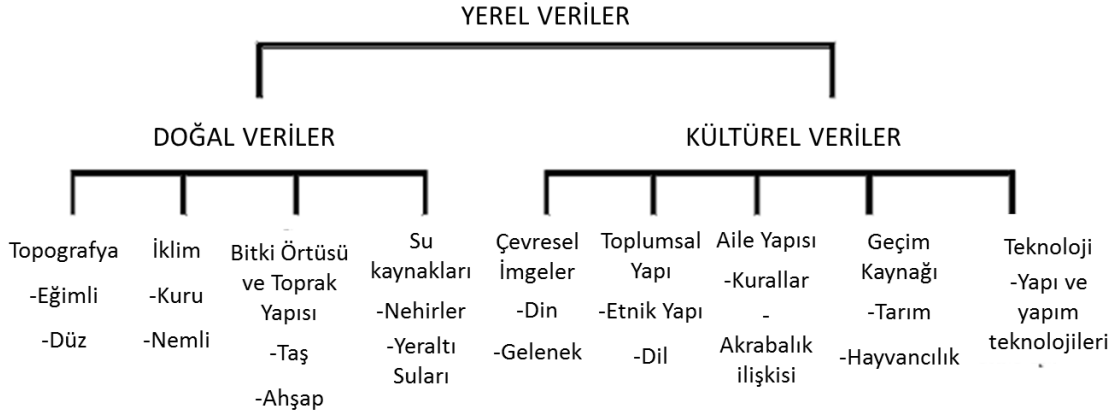 YEREL VERİLER
DOĞAL VERİLER
KÜLTÜREL VERİLER
Topografya
-Eğimli
-Düz
İklim
-Kuru
-Nemli
Bitki Örtüsü
ve Toprak
Yapısı
-Taş
-Ahşap
Su
kaynakları
-Nehirler
-Yeraltı
Suları
Çevresel
İmgeler
-Din
-Gelenek
Toplumsal
Yapı
-Etnik Yapı
-Dil
Aile Yapısı
-Kurallar
-
Akrabalık
ilişkisi
Geçim
Kaynağı
-Tarım
-Hayvancılık
Teknoloji
-Yapı ve
yapım
teknolojileri